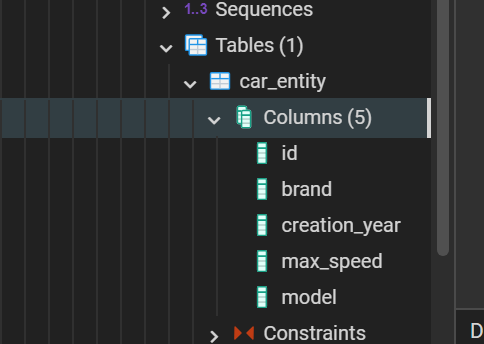 1..3 Sequences
Tables (1)
car_entity
Columns (5)
id
brand
creation_year
max_speed
model
Constraints
D